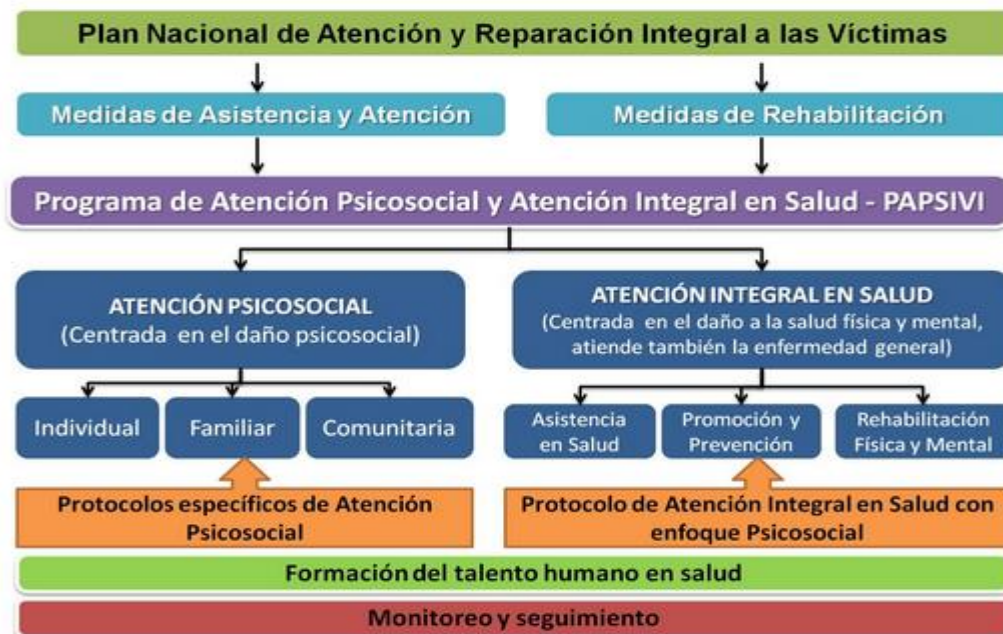 Plan Nacional de Atención y Reparación Integral a las Víctimas
Medidas de Asistencia y Atención
Medidas de Rehabilitación
Programa de Atención Psicosocial y Atención Integral en Salud - PAPSIVI
ATENCIÓN PSICOSOCIAL
(Centrada en el daño psicosocial)
ATENCIÓN INTEGRAL EN SALUD
(Centrada en el daño a la salud física y mental,
atiende también la enfermedad general)
Individual
Familiar
Comunitaria
Asistencia
en Salud
Promoción y
Prevención
Rehabilitación
Física y Mental
Protocolos específicos de Atención
Psicosocial
Protocolo de Atención Integral en Salud con
enfoque Psicosocial
Formación del talento humano en salud
Monitoreo y seguimiento